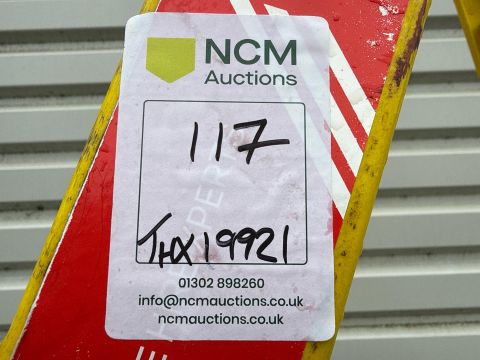 NCM
Auctions
117
THX19921
01302 898260
info@ncmauctions.co.uk
ncmauctions.co.uk